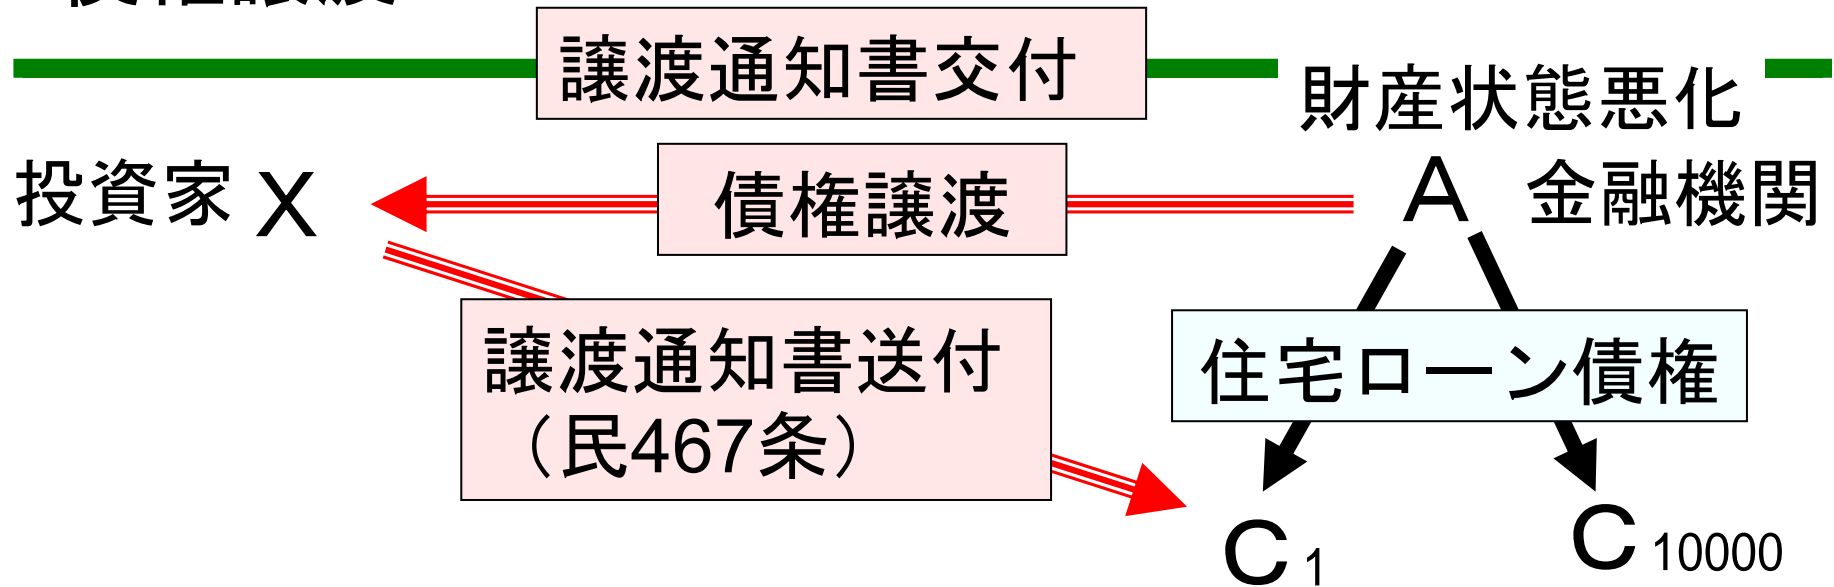 譲渡通知書交付
財産状態悪化
投資家 X
債権譲渡
A 金融機関
譲渡通知書送付
（民467条）
住宅ローン債権
C1
C10000